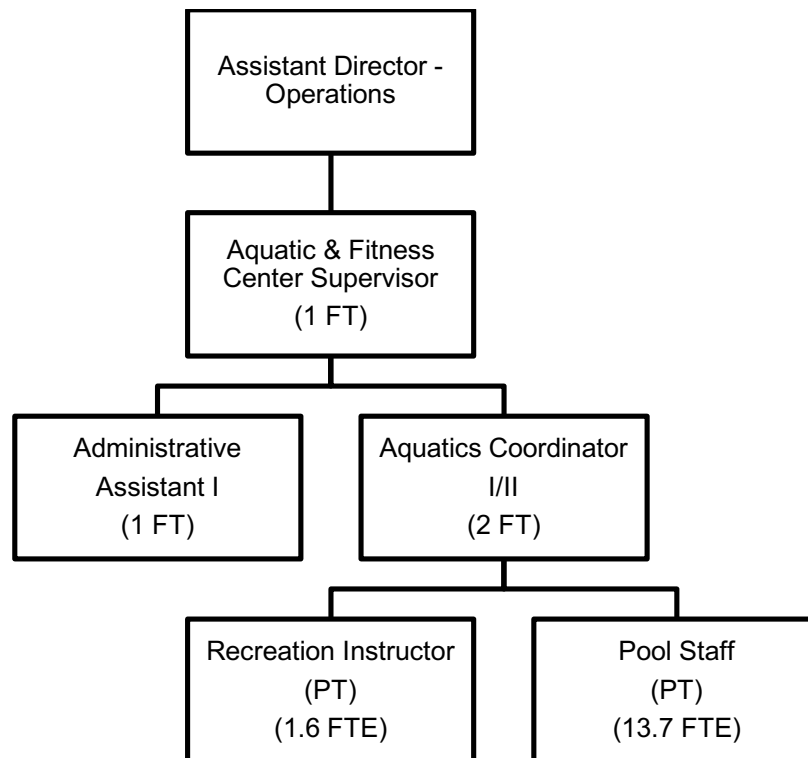 Assistant Director -
Operations
Aquatic & Fitness
Center Supervisor
(1 FT)
Administrative
Assistant I
(1 FT)
Aquatics Coordinator
I/II
(2 FT)
Recreation Instructor
(PT)
(1.6 FTE)
Pool Staff
(PT)
(13.7 FTE)